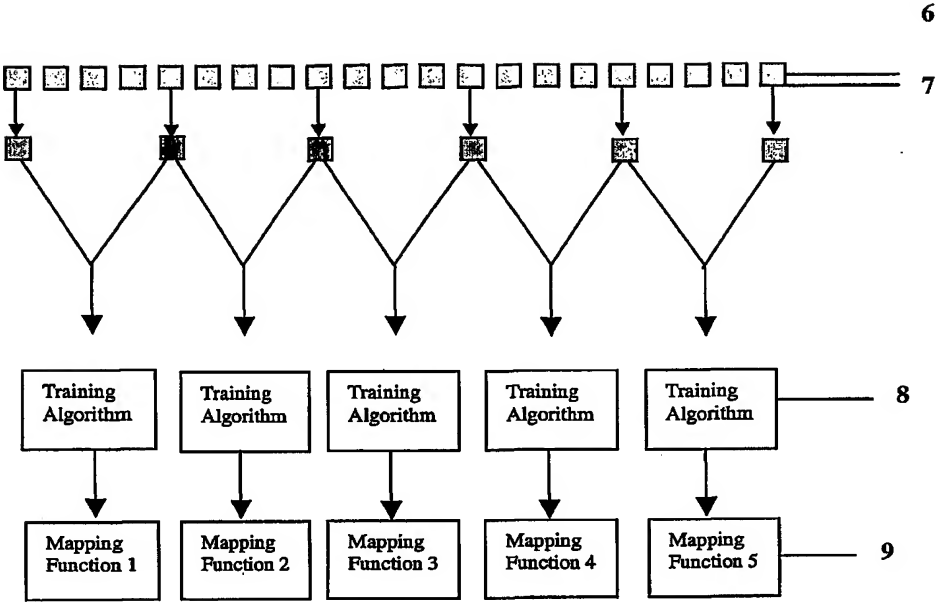 6
7
Training
Algorithm
Training
Algorithm
Training
Algorithm
Training
Algorithm
Training
Algorithm
8
Mapping
Function 1
Mapping
Function 2
Mapping
Function 3
Mapping
Function 4
Mapping
Function 5
9